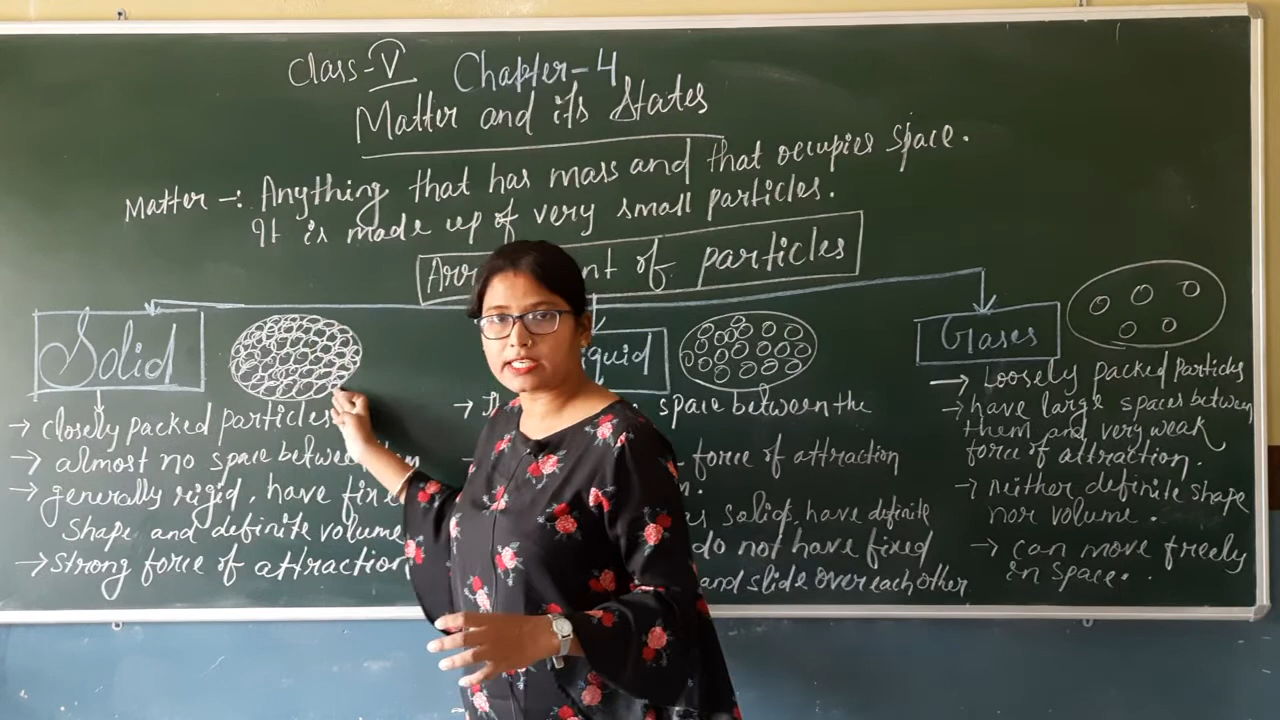 Class-V Chapter-4
Matter and its States
Matter -: Anything that has mass and that occupies space.
It is made up of very small particles.
of particles
Solid
→ closely packed particles
→ almost no space between
→ generally rigid, have
shape and definite volume
→ strong force of attraction
space between the
force of attraction
solids, have definite
do not have fixed
and slide over each other
Gases
→ Loosely packed particles
→ have large spaces between
them and very weak
force of attraction.
→ neither definite shape
nor volume.
→ can move freely
in space.